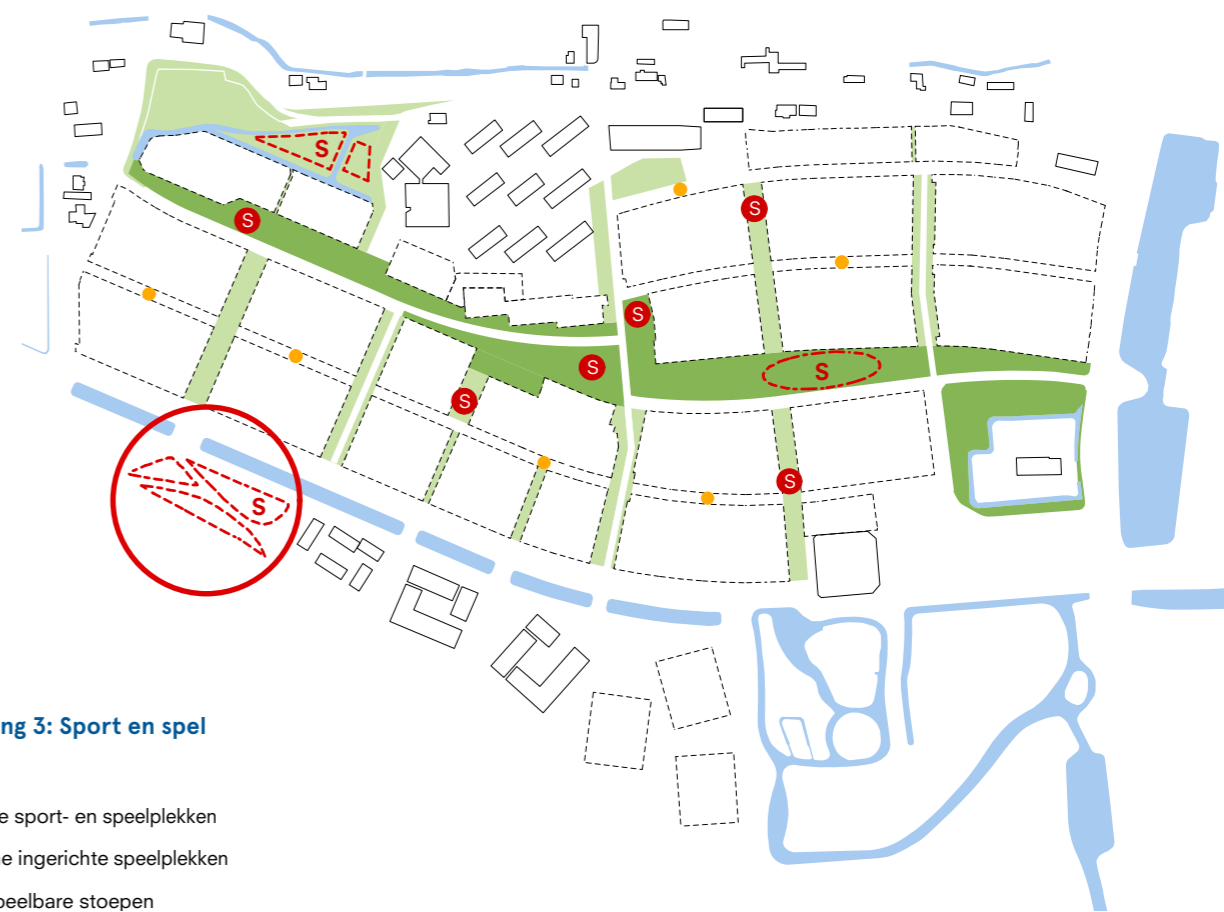 S
S
S
S
S
S
S
S
S
ng 3: Sport en spel
e sport- en speelplekken
e ingerichte speelplekken
peelbare stoepen